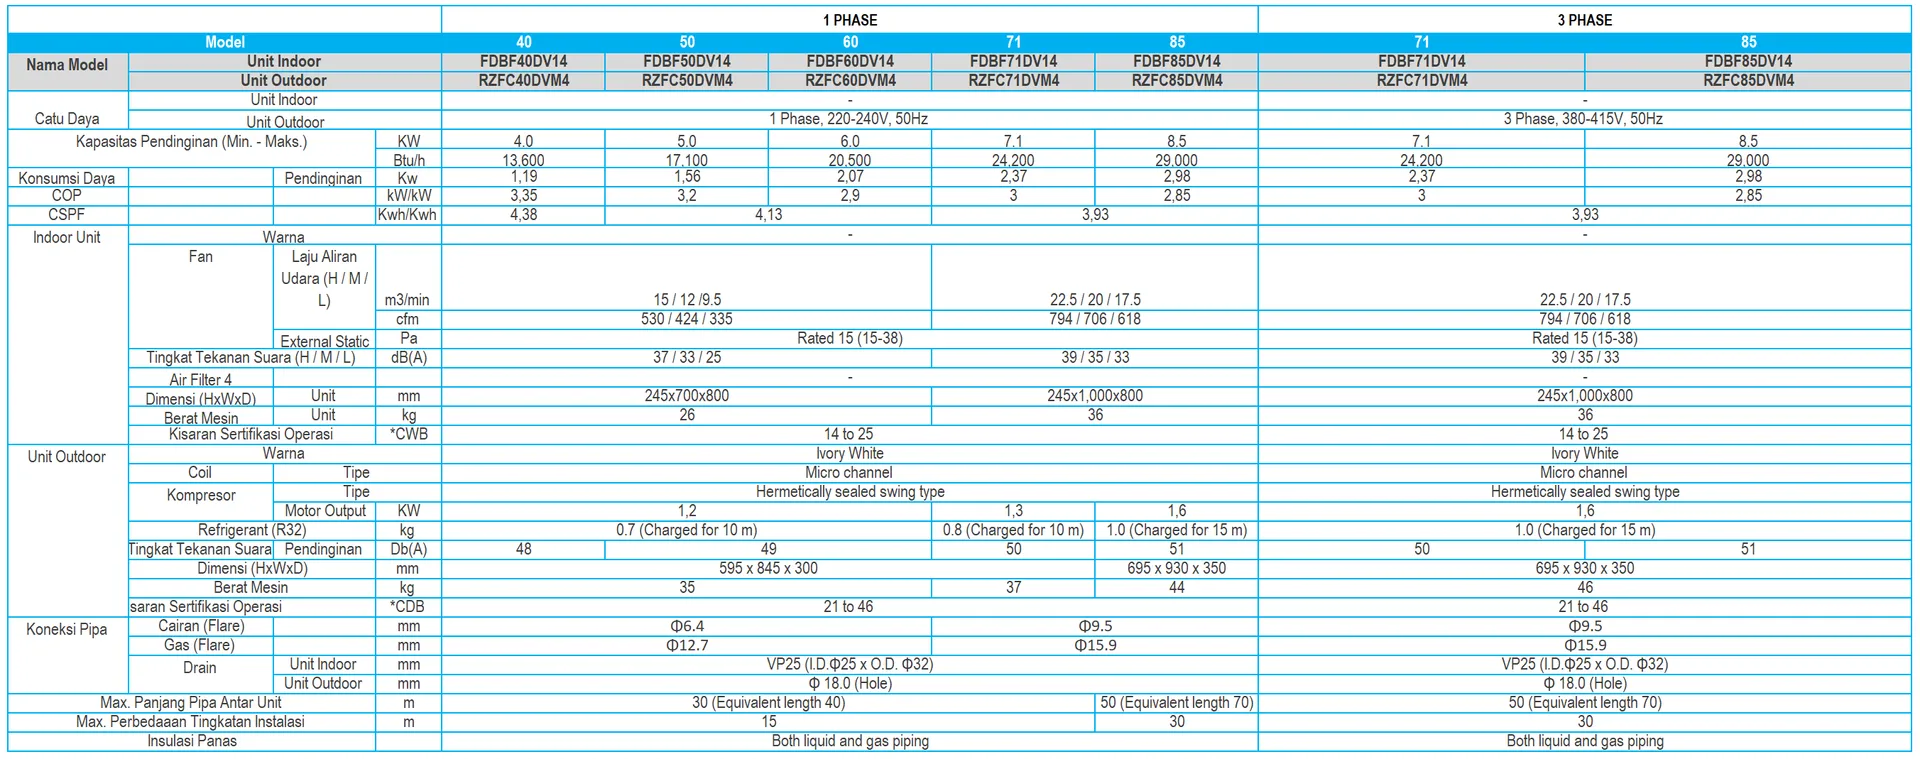 1 PHASE 3 PHASE
Model 40 50 60 71 85 71 85
Nama Model Unit Indoor FDBF40DV14 FDBF50DV14 FDBF60DV14 FDBF71DV14 FDBF85DV14 FDBF71DV14 FDBF85DV14
Unit Outdoor RZFC40DVM4 RZFC50DVM4 RZFC60DVM4 RZFC71DVM4 RZFC85DVM4 RZFC71DVM4 RZFC85DVM4
Catu Daya Unit Indoor - -
Unit Outdoor 1 Phase, 220-240V, 50Hz 3 Phase, 380-415V, 50Hz
Kapasitas Pendinginan (Min. - Maks.) KW 4.0 5.0 6.0 7.1 8.5 7.1 8.5
Btu/h 13,600 17,100 20,500 24,200 29,000 24,200 29,000
Konsumsi Daya Pendinginan Kw 1,19 1,56 2,07 2,37 2,98 2,37 2,98
COP kW/kW 3,35 3,2 2,9 3 2,85 3 2,85
CSPF Kwh/Kwh 4,38 4,13 3,93 3,93
Indoor Unit Warna - -
Fan Laju Aliran
Udara (H / M /
L) m3/min 15 / 12 /9.5 22.5 / 20 / 17.5 22.5 / 20 / 17.5
cfm 530 / 424 / 335 794 / 706 / 618 794 / 706 / 618
External Static Pa Rated 15 (15-38) Rated 15 (15-38)
Tingkat Tekanan Suara (H / M / L) dB(A) 37 / 33 / 25 39 / 35 / 33 39 / 35 / 33
Air Filter 4 - -
Dimensi (HxWxD) Unit mm 245x700x800 245x1,000x800 245x1,000x800
Berat Mesin Unit kg 26 36 36
Kisaran Sertifikasi Operasi *CWB 14 to 25 14 to 25
Unit Outdoor Warna Ivory White Ivory White
Coil Tipe Micro channel Micro channel
Kompresor Tipe Hermetically sealed swing type Hermetically sealed swing type
Motor Output KW 1,2 1,3 1,6 1,6
Refrigerant (R32) kg 0.7 (Charged for 10 m) 0.8 (Charged for 10 m) 1.0 (Charged for 15 m) 1.0 (Charged for 15 m)
Tingkat Tekanan Suara Pendinginan Db(A) 48 49 50 51 50 51
Dimensi (HxWxD) mm 595 x 845 x 300 695 x 930 x 350 695 x 930 x 350
Berat Mesin kg 35 37 44 46
saran Sertifikasi Operasi *CDB 21 to 46 21 to 46
Koneksi Pipa Cairan (Flare) mm Φ6.4 Φ9.5 Φ9.5
Gas (Flare) mm Φ12.7 Φ15.9 Φ15.9
Drain Unit Indoor mm VP25 (I.D.Φ25 x O.D. Φ32) VP25 (I.D.Φ25 x O.D. Φ32)
Unit Outdoor mm Φ 18.0 (Hole) Φ 18.0 (Hole)
Max. Panjang Pipa Antar Unit m 30 (Equivalent length 40) 50 (Equivalent length 70) 50 (Equivalent length 70)
Max. Perbedaaan Tingkatan Instalasi m 15 30 30
Insulasi Panas Both liquid and gas piping Both liquid and gas piping